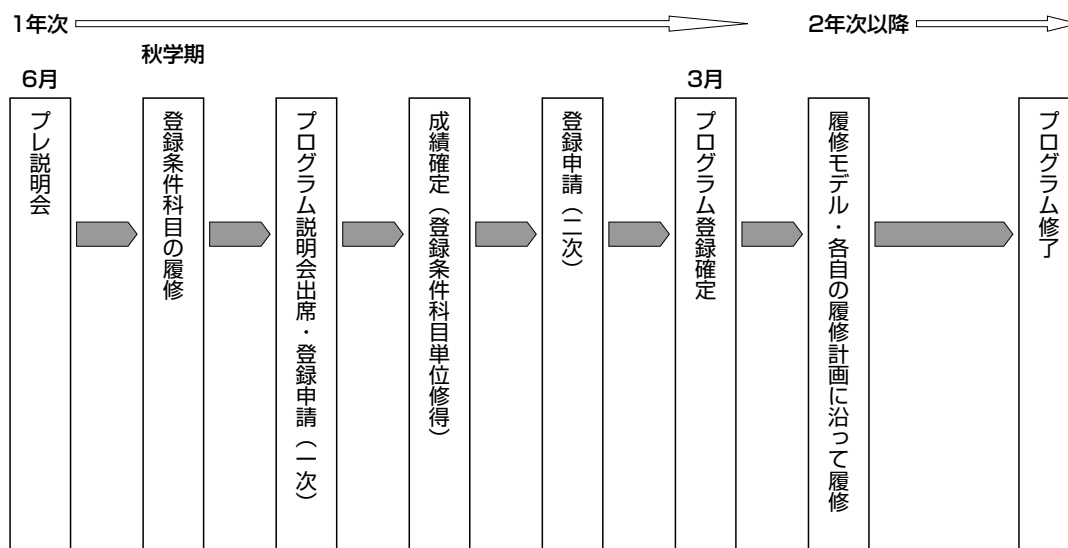 1年次
2年次以降
秋学期
6月
3月
プレ説明会
登録条件科目の履修
プログラム説明会出席・登録申請（一次）
成績確定（登録条件科目単位修得）
登録申請（二次）
プログラム登録確定
履修モデル・各自の履修計画に沿って履修
プログラム修了